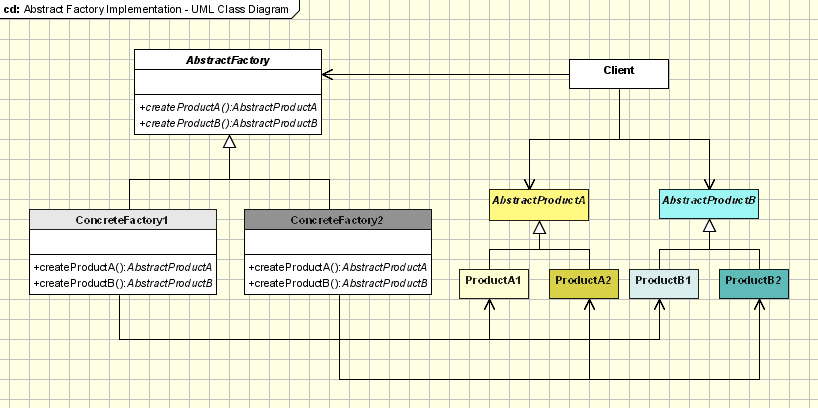 cd: Abstract Factory Implementation - UML Class Diagram
AbstractFactory
+createProductA():AbstractProductA
+createProductB():AbstractProductB
Client
ConcreteFactory1
+createProductA():AbstractProductA
+createProductB():AbstractProductB
ConcreteFactory2
+createProductA():AbstractProductA
+createProductB():AbstractProductB
AbstractProductA
AbstractProductB
ProductA1
ProductA2
ProductB1
ProductB2